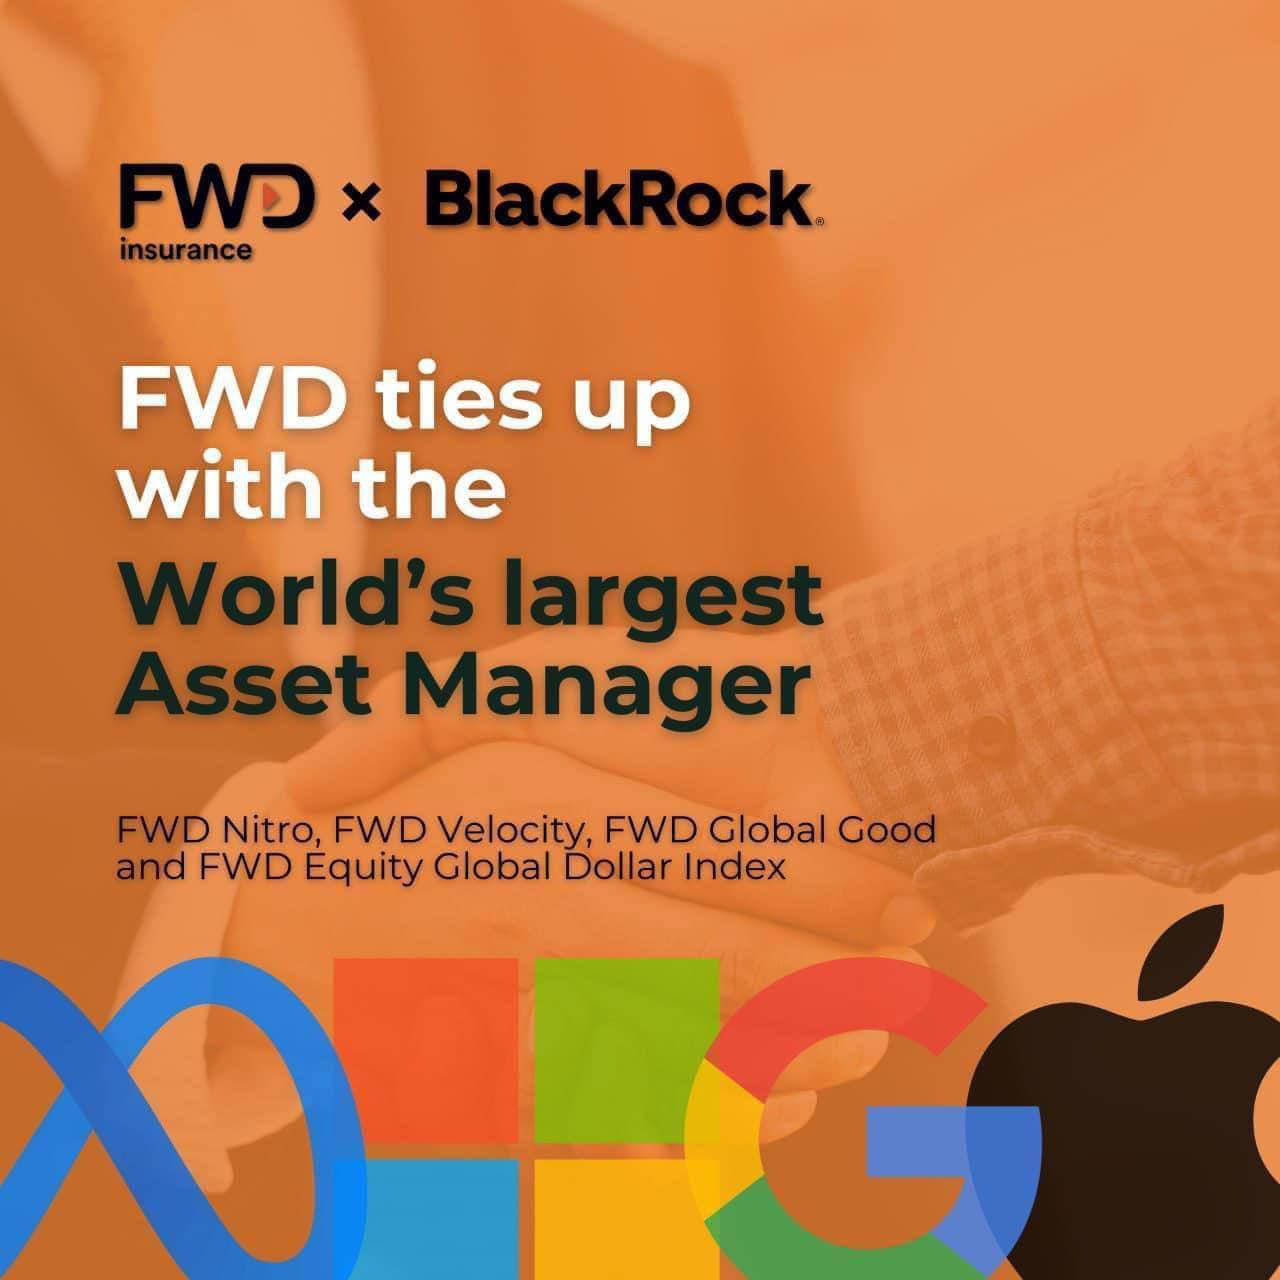 FWD × BlackRock®
insurance
FWD ties up
with the
World's largest
Asset Manager
FWD Nitro, FWD Velocity, FWD Global Good
and FWD Equity Global Dollar Index